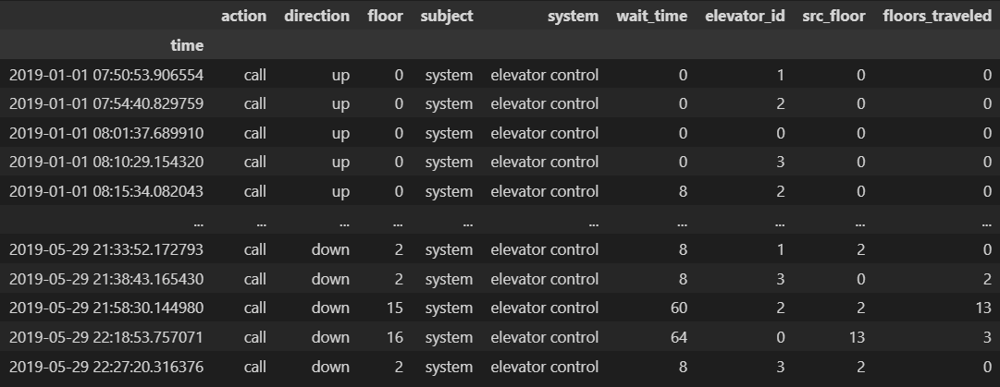 action direction floor subject system wait_time elevator_id src_floor floors_traveled
time
2019-01-01 07:50:53.906554 call up 0 system elevator control 0 1 0 0
2019-01-01 07:54:40.829759 call up 0 system elevator control 0 2 0 0
2019-01-01 08:01:37.689910 call up 0 system elevator control 0 0 0 0
2019-01-01 08:10:29.154320 call up 0 system elevator control 0 3 0 0
2019-01-01 08:15:34.082043 call up 0 system elevator control 8 2 0 0
... ... ... ... ... ... ... ... ... ...
2019-05-29 21:33:52.172793 call down 2 system elevator control 8 1 2 0
2019-05-29 21:38:43.165430 call down 2 system elevator control 8 3 0 2
2019-05-29 21:58:30.144980 call down 15 system elevator control 60 2 2 13
2019-05-29 22:18:53.757071 call down 16 system elevator control 64 0 13 3
2019-05-29 22:27:20.316376 call down 2 system elevator control 8 3 2 0